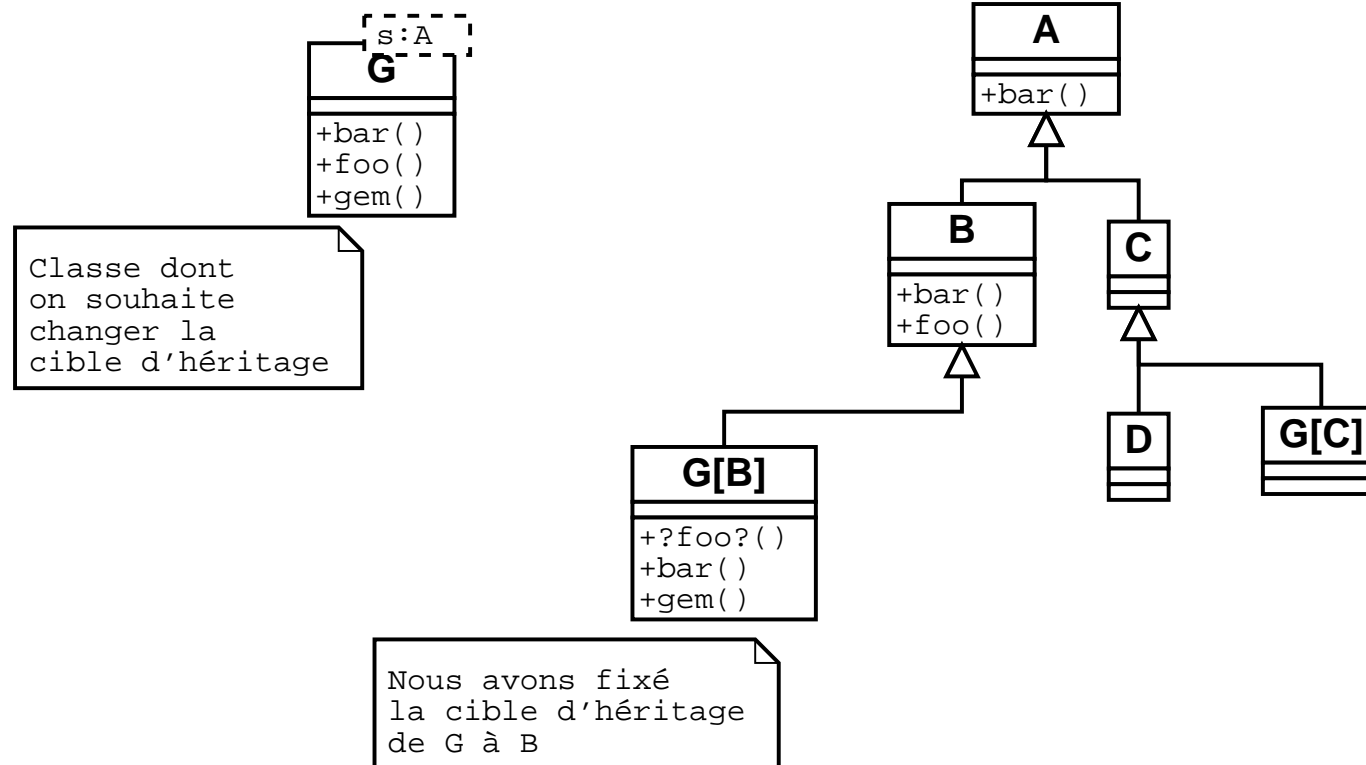 s:A
G
+bar()
+foo()
+gem()
Classe dont
on souhaite
changer la
cible d'héritage
A
+bar()
B
+bar()
+foo()
C
D
G[C]
G[B]
+?foo?()
+bar()
+gem()
Nous avons fixé
la cible d'héritage
de G à B